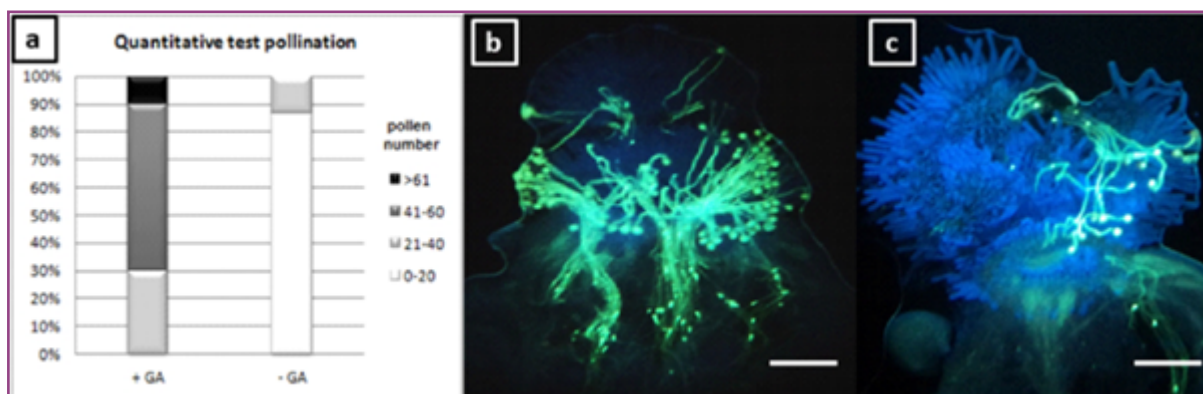 a
Quantitative test pollination
100%
90%
80%
70%
60%
50%
40%
30%
20%
10%
0%
+ GA
- GA
pollen
number
>61
41-60
21-40
0-20
b
c